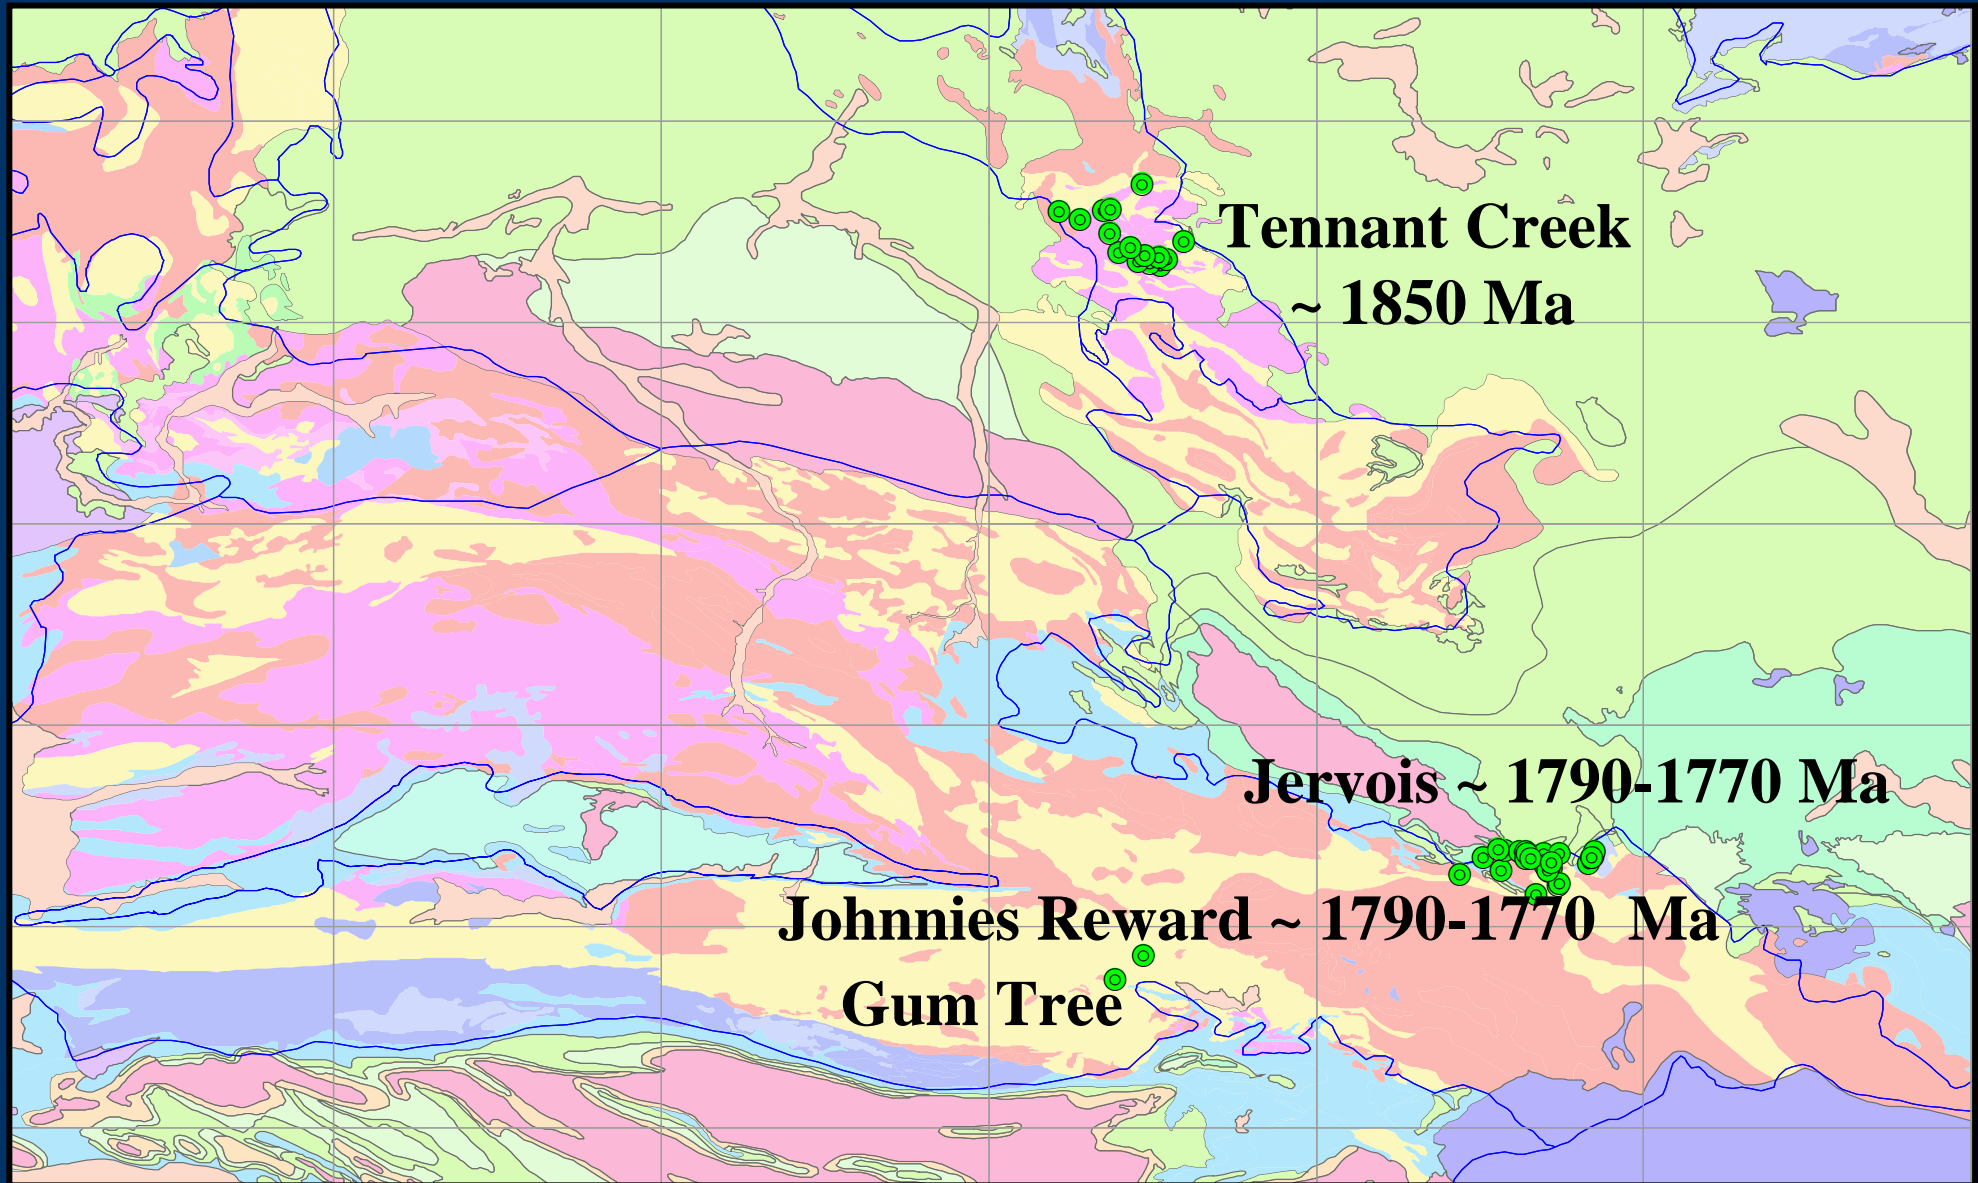 Tennant Creek
~ 1850 Ma
Jervois ~ 1790-1770 Ma
Johnnies Reward ~ 1790-1770 Ma
Gum Tree